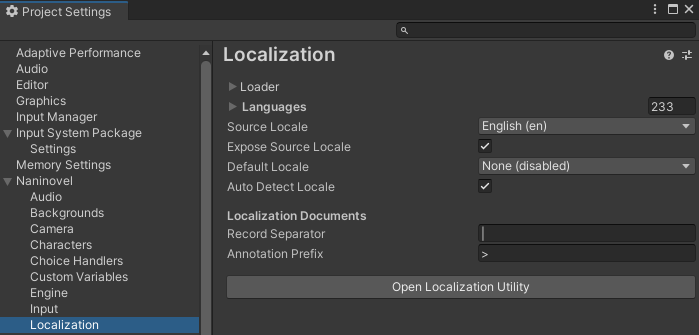 Project Settings
Adaptive Performance
Audio
Editor
Graphics
Input Manager
Input System Package
Settings
Memory Settings
Naninovel
Audio
Backgrounds
Camera
Characters
Choice Handlers
Custom Variables
Engine
Input
Localization
Localization
Loader
Languages 233
Source Locale English (en)
Expose Source Locale
Default Locale None (disabled)
Auto Detect Locale
Localization Documents
Record Separator |
Annotation Prefix >
Open Localization Utility